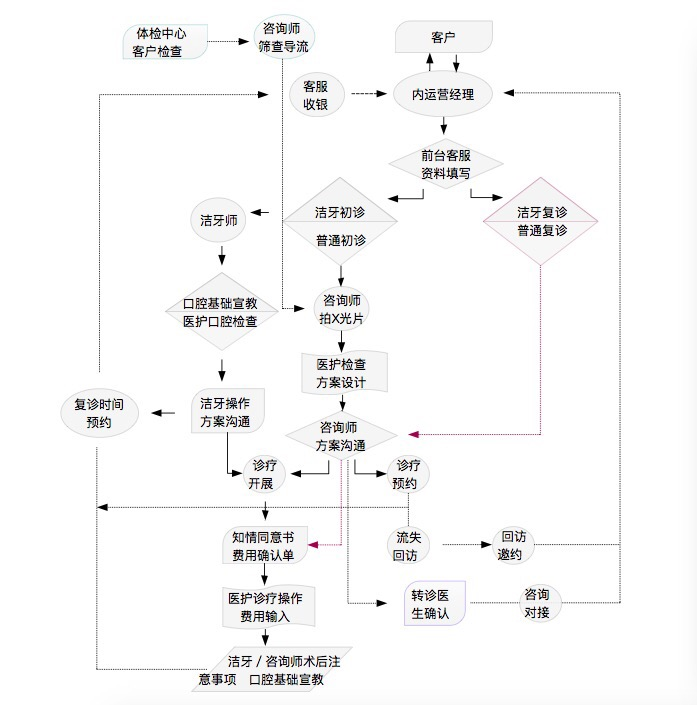 体检中心
客户检查
咨询师
筛查导流
客户
客服
收银
内运营经理
前台客服
资料填写
洁牙师
洁牙初诊
普通初诊
洁牙复诊
普通复诊
口腔基础宣教
医护口腔检查
咨询师
拍X光片
医护检查
方案设计
复诊时间
预约
洁牙操作
方案沟通
咨询师
方案沟通
诊疗
开展
诊疗
预约
知情同意书
费用确认单
流失
回访
回访
邀约
医护诊疗操作
费用输入
转诊医
生确认
咨询
对接
洁牙 / 咨询师术后注
意事项 口腔基础宣教